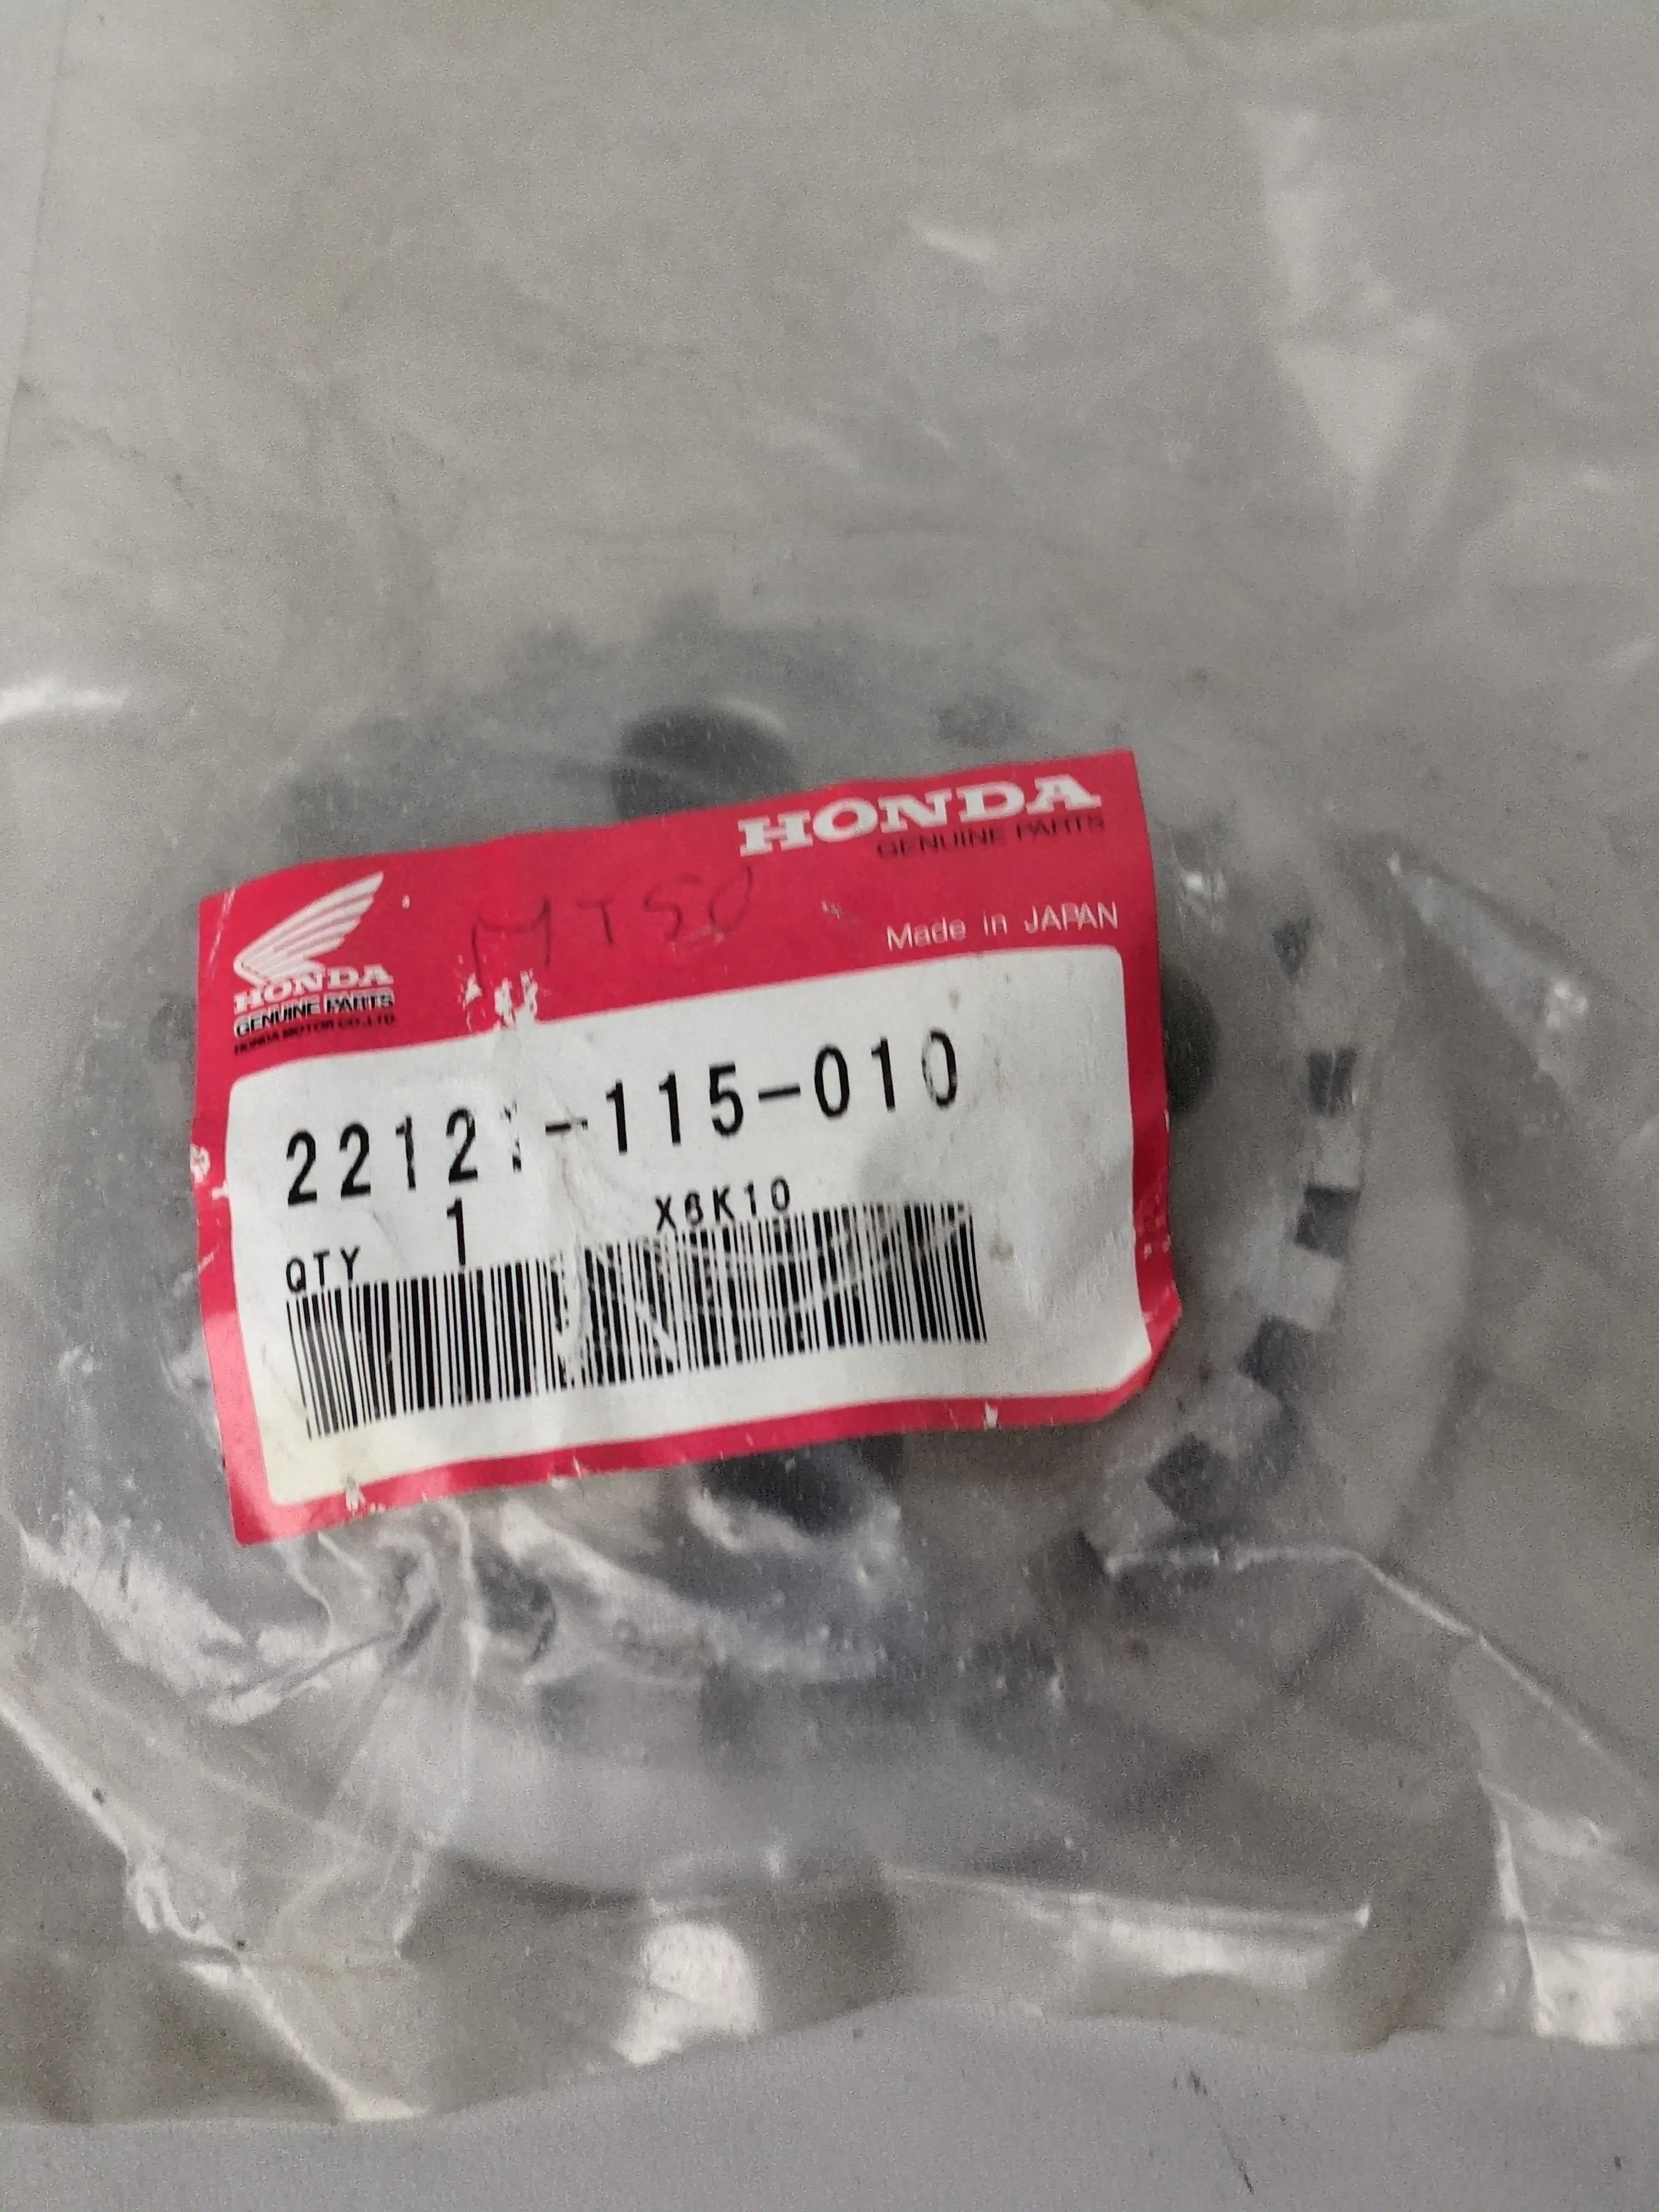 HONDA
GENUINE PARTS
MT50
Made in JAPAN
HONDA
GENUINE PARTS
HONDA MOTOR CO.,LTD.
22121-115-010
QTY 1 X6K10